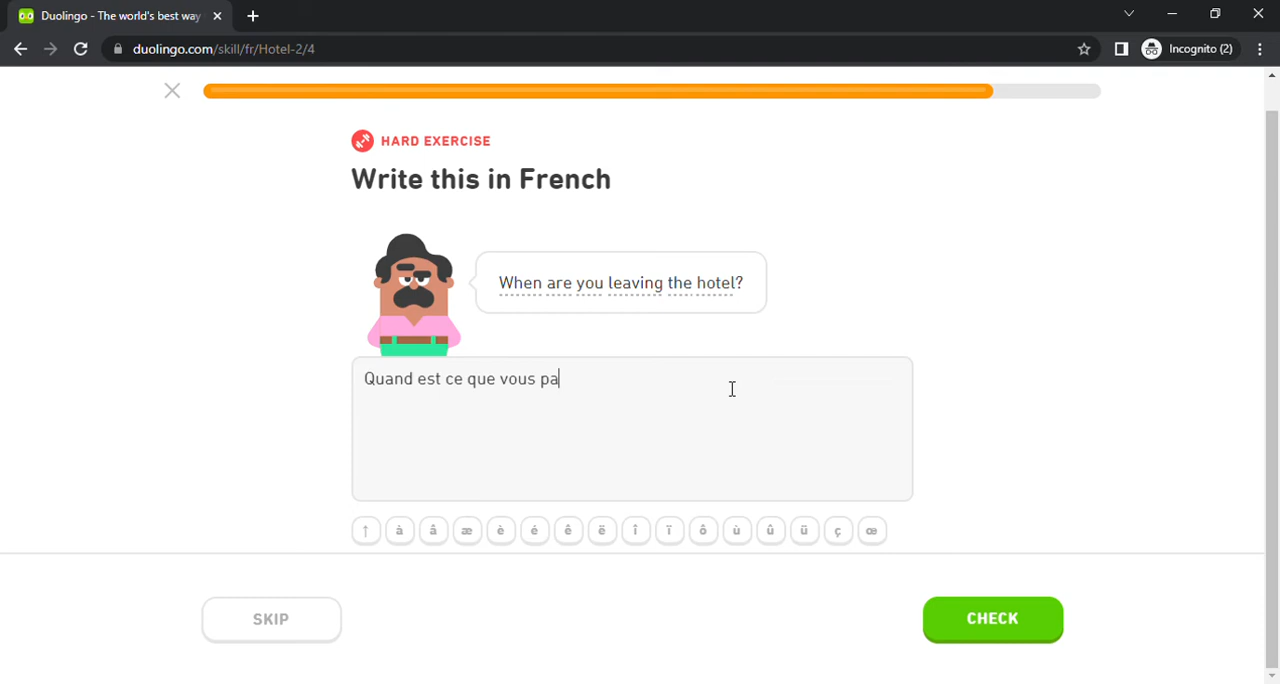 Duolingo - The world's best way
duolingo.com/skill/fr/Hotel-2/4
Incognito (2)
HARD EXERCISE
Write this in French
When are you leaving the hotel?
Quand est ce que vous pa
↑ à â æ è é ê ë î ï ô ù û ü ç œ
SKIP
CHECK